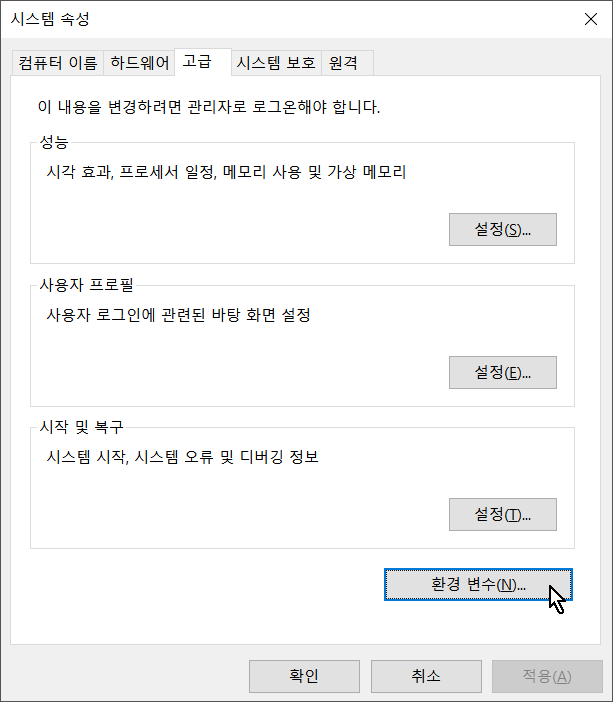 시스템 속성
컴퓨터 이름 하드웨어 고급 시스템 보호 원격
이 내용을 변경하려면 관리자로 로그온해야 합니다.
성능
시각 효과, 프로세서 일정, 메모리 사용 및 가상 메모리
설정(S)...
사용자 프로필
사용자 로그인에 관련된 바탕 화면 설정
설정(E)...
시작 및 복구
시스템 시작, 시스템 오류 및 디버깅 정보
설정(T)...
환경 변수(N)...
확인 취소 적용(A)